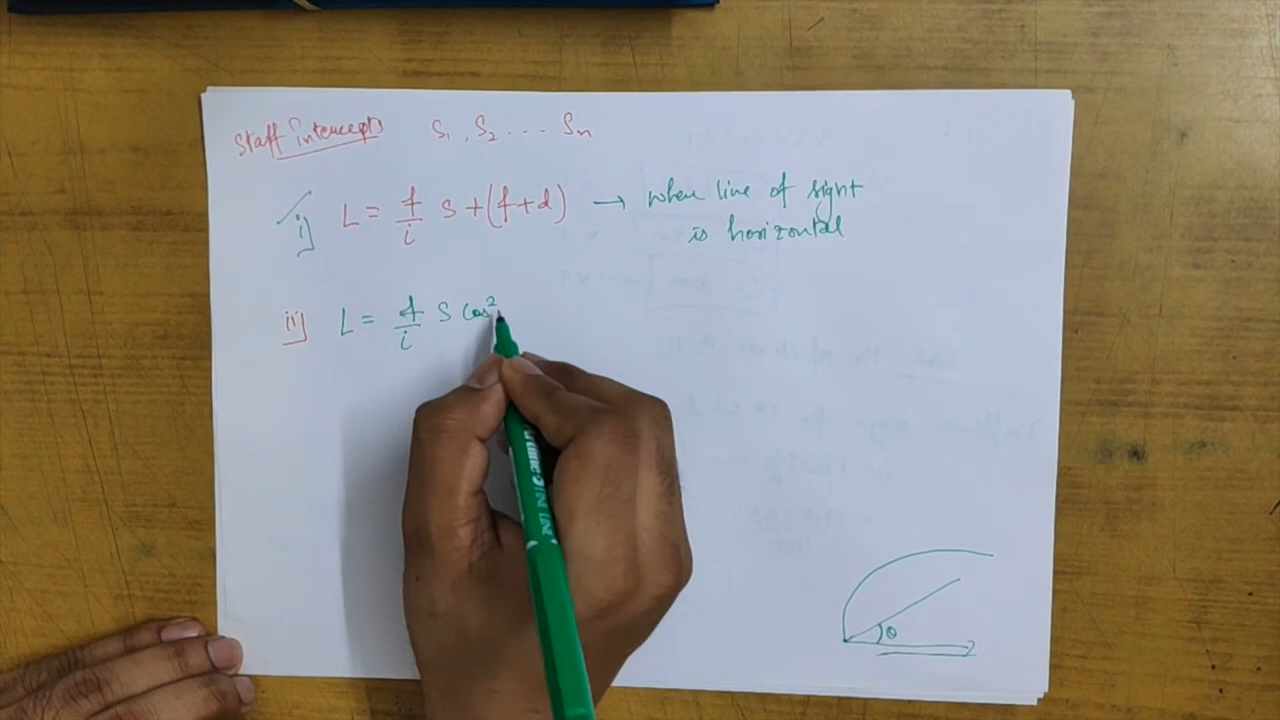 Staff Intercepts S₁, S₂ ... Sn
i] L = f/i S + (f+d) → when line of sight
is horizontal
ii] L = f/i S cos²
θ